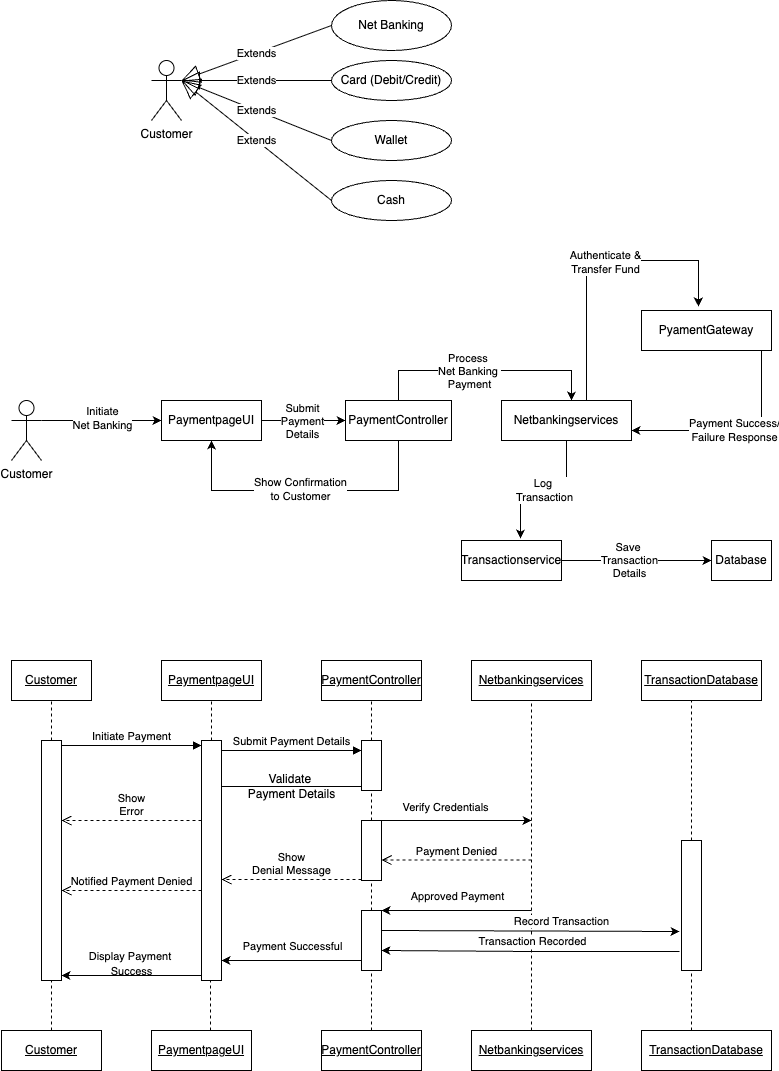 Net Banking
Extends
Card (Debit/Credit)
Extends
Extends
Wallet
Extends
Customer
Cash
Authenticate &
Transfer Fund
PyamentGateway
Process
Net Banking
Payment
Initiate
Net Banking
PaymentpageUI
Submit
Payment
Details
PaymentController
Netbankingservices
Payment Success/
Failure Response
Customer
Show Confirmation
to Customer
Log
Transaction
Transactionservice
Save
Transaction
Details
Database
Customer
PaymentpageUI
PaymentController
Netbankingservices
TransactionDatabase
Initiate Payment
Submit Payment Details
Validate
Payment Details
Show
Error
Verify Credentials
Payment Denied
Show
Denial Message
Notified Payment Denied
Approved Payment
Record Transaction
Transaction Recorded
Payment Successful
Display Payment
Success
Customer
PaymentpageUI
PaymentController
Netbankingservices
TransactionDatabase